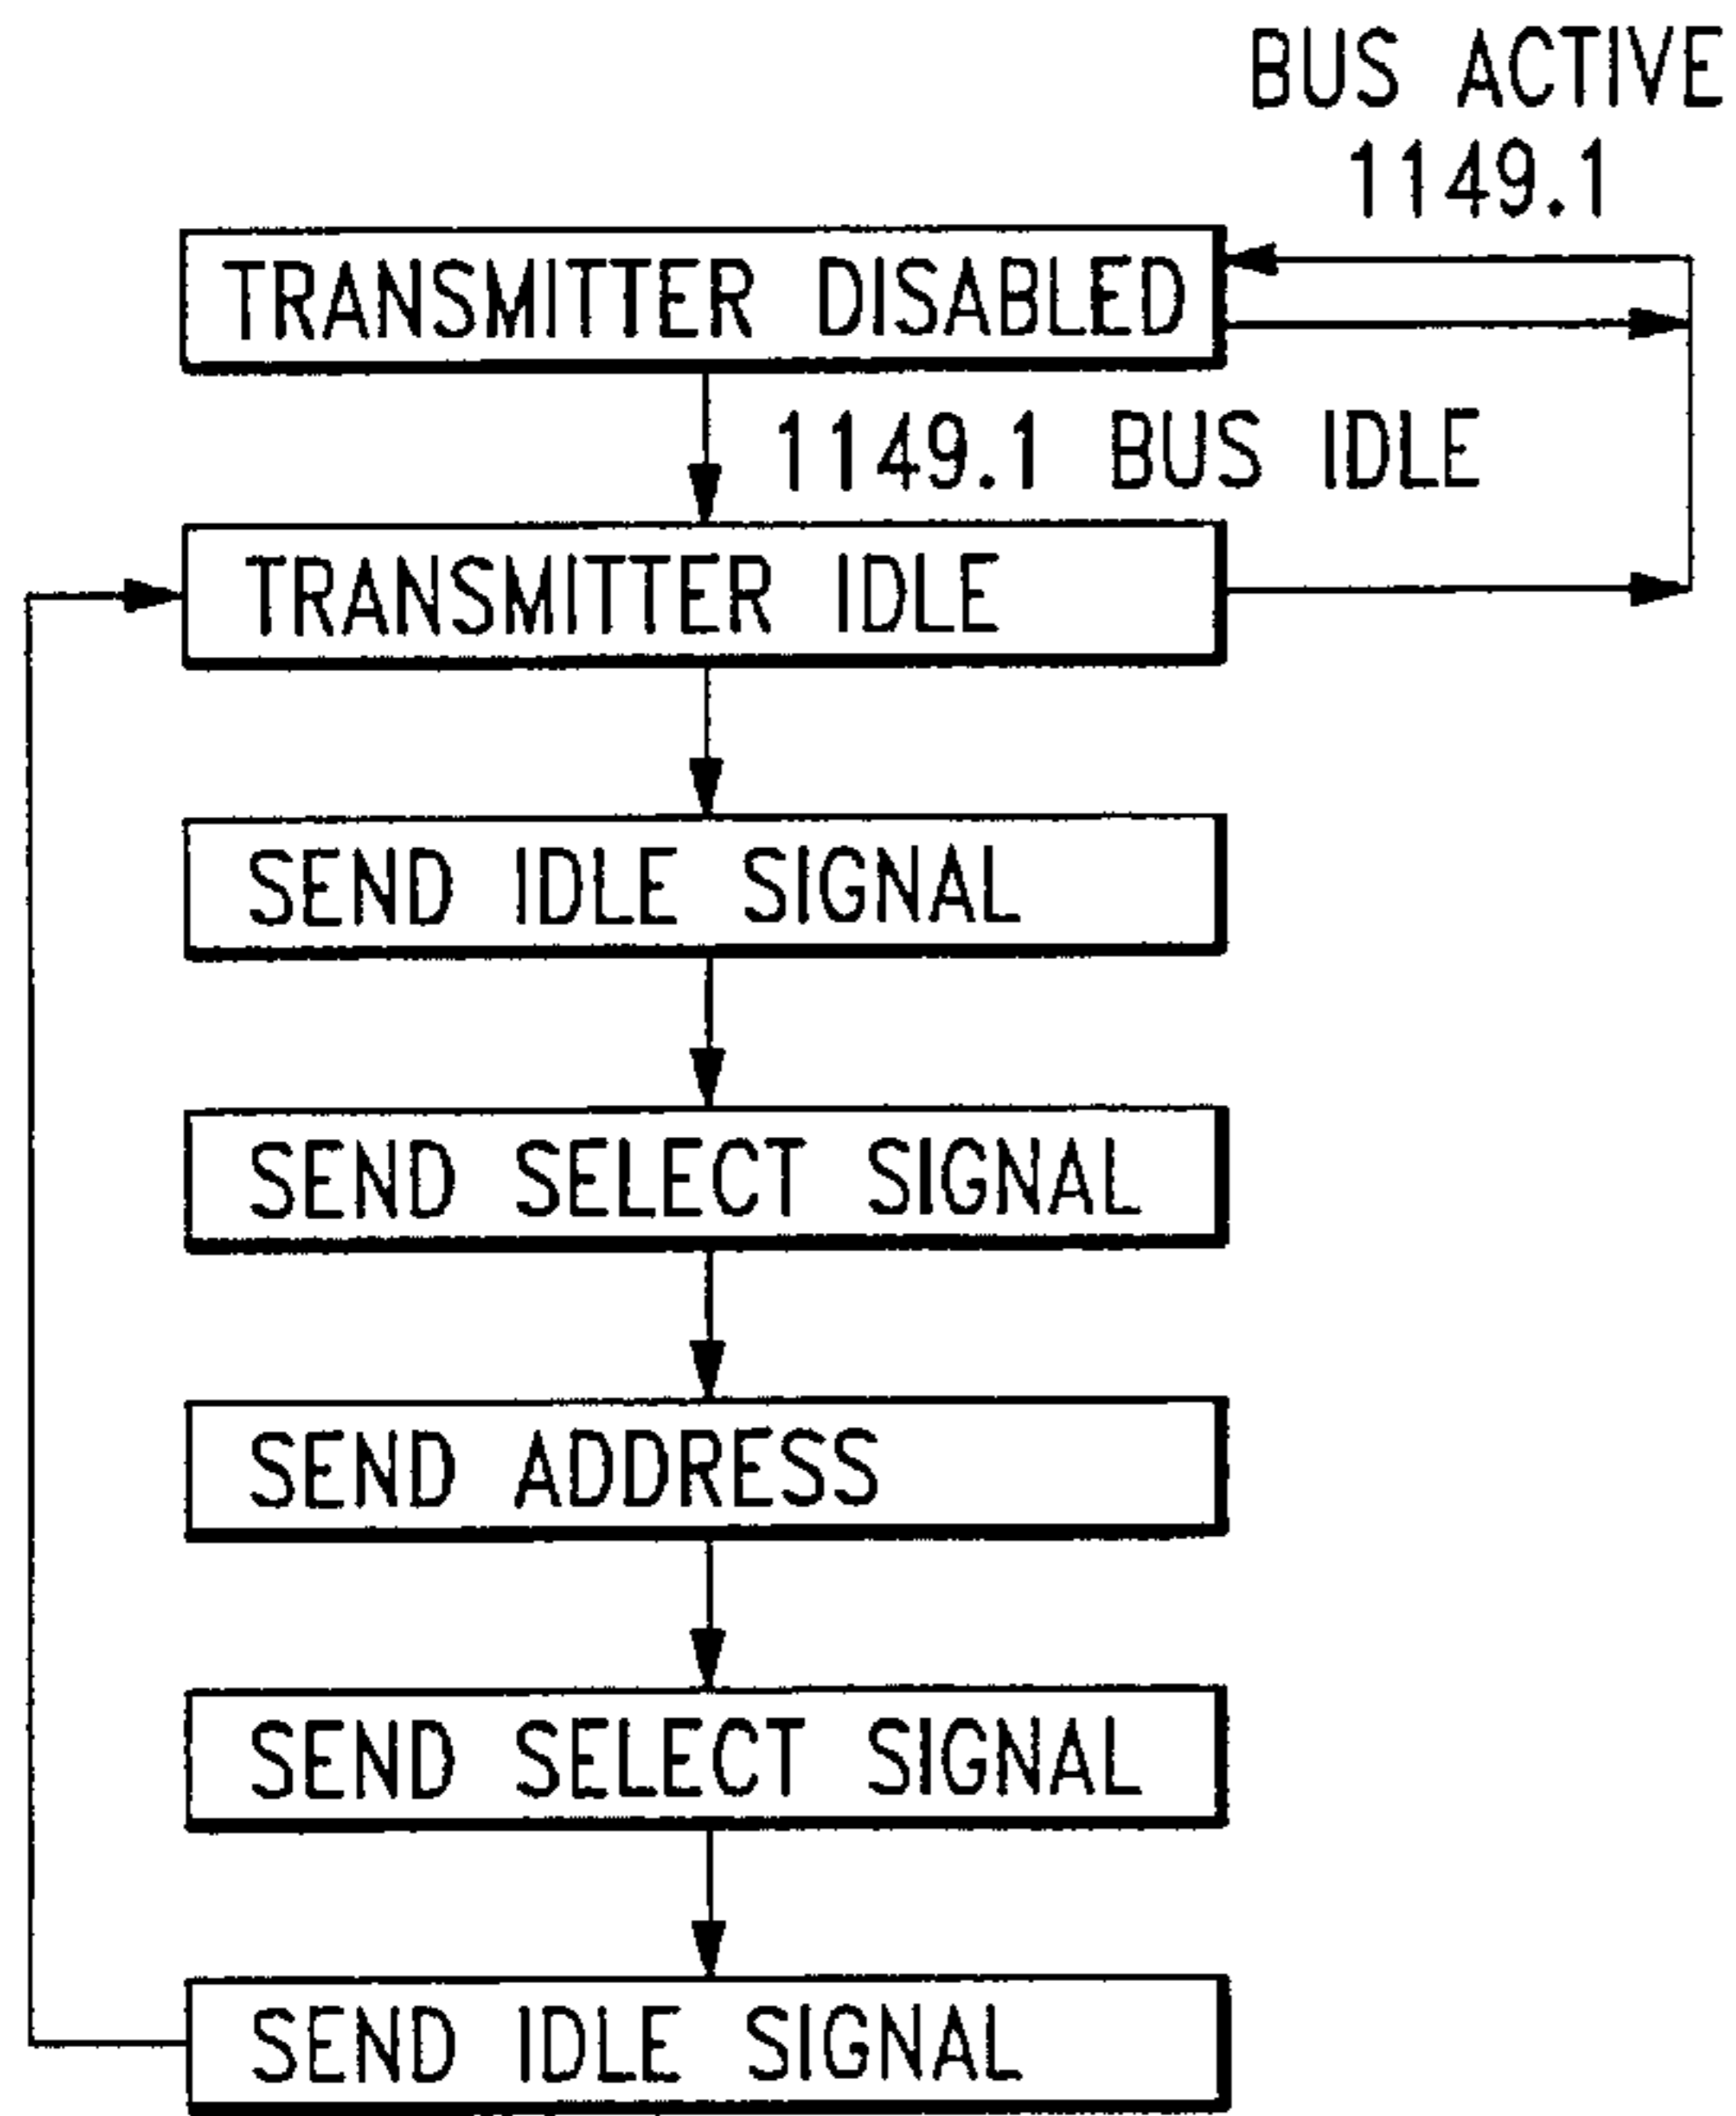 BUS ACTIVE
1149.1
TRANSMITTER DISABLED
1149.1 BUS IDLE
TRANSMITTER IDLE
SEND IDLE SIGNAL
SEND SELECT SIGNAL
SEND ADDRESS
SEND SELECT SIGNAL
SEND IDLE SIGNAL